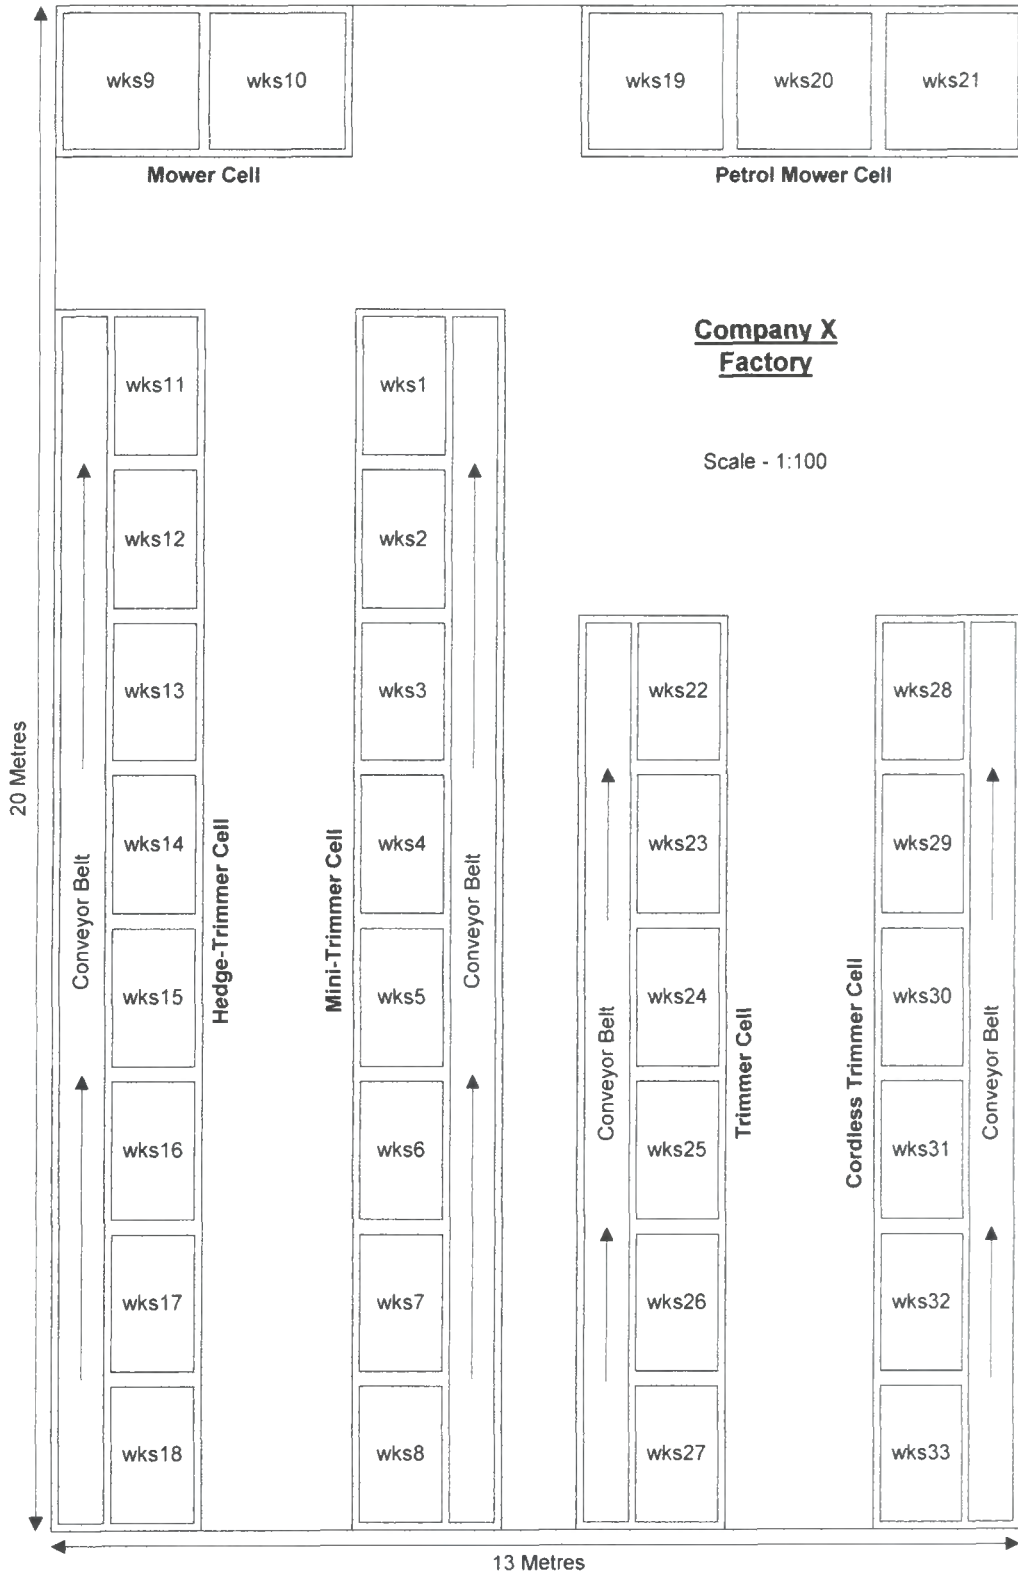 wks9 wks10 wks19 wks20 wks21
Mower Cell Petrol Mower Cell
Company X
Factory
Scale - 1:100
wks11 wks1
wks12 wks2
wks13 wks3 wks22 wks28
wks14 wks4 wks23 wks29
wks15 wks5 wks24 wks30
wks16 wks6 wks25 wks31
wks17 wks7 wks26 wks32
wks18 wks8 wks27 wks33
20 Metres
Conveyor Belt
Hedge-Trimmer Cell
Mini-Trimmer Cell
Conveyor Belt
Conveyor Belt
Trimmer Cell
Cordless Trimmer Cell
Conveyor Belt
13 Metres